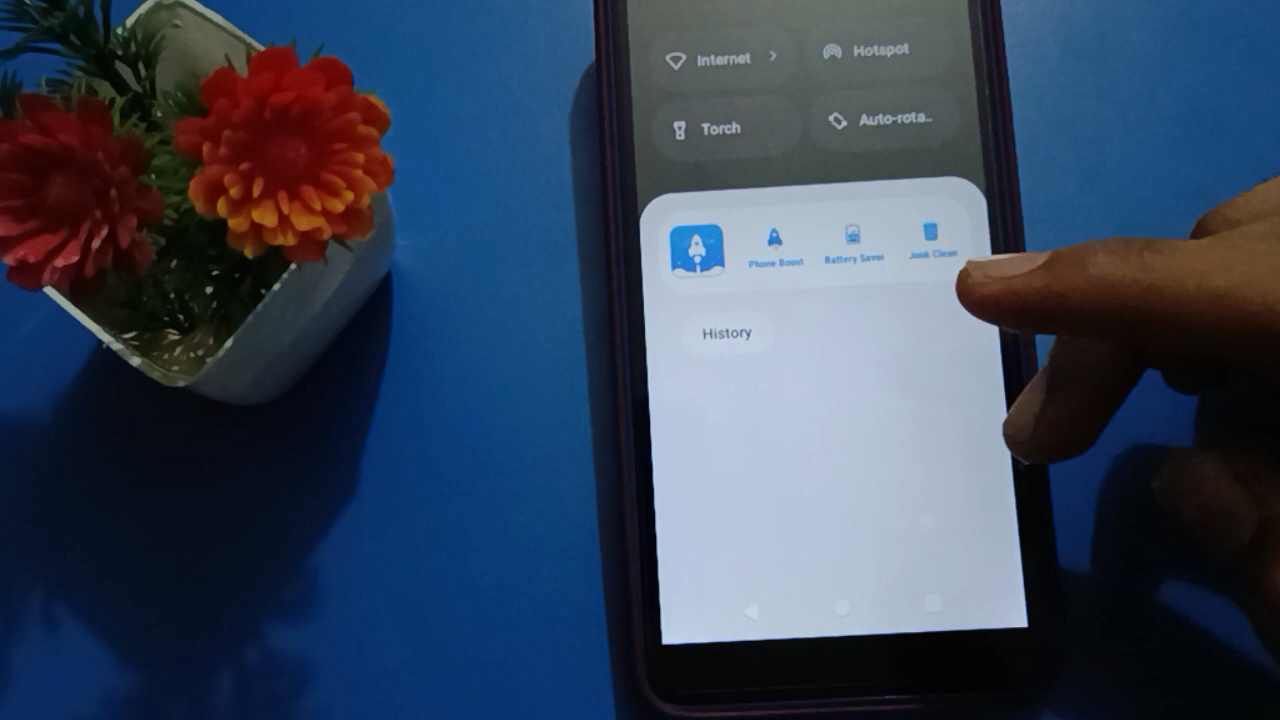 Internet
Hotspot
Torch
Auto-rota..
Phone Boost
Battery Saver
Junk Clean
History